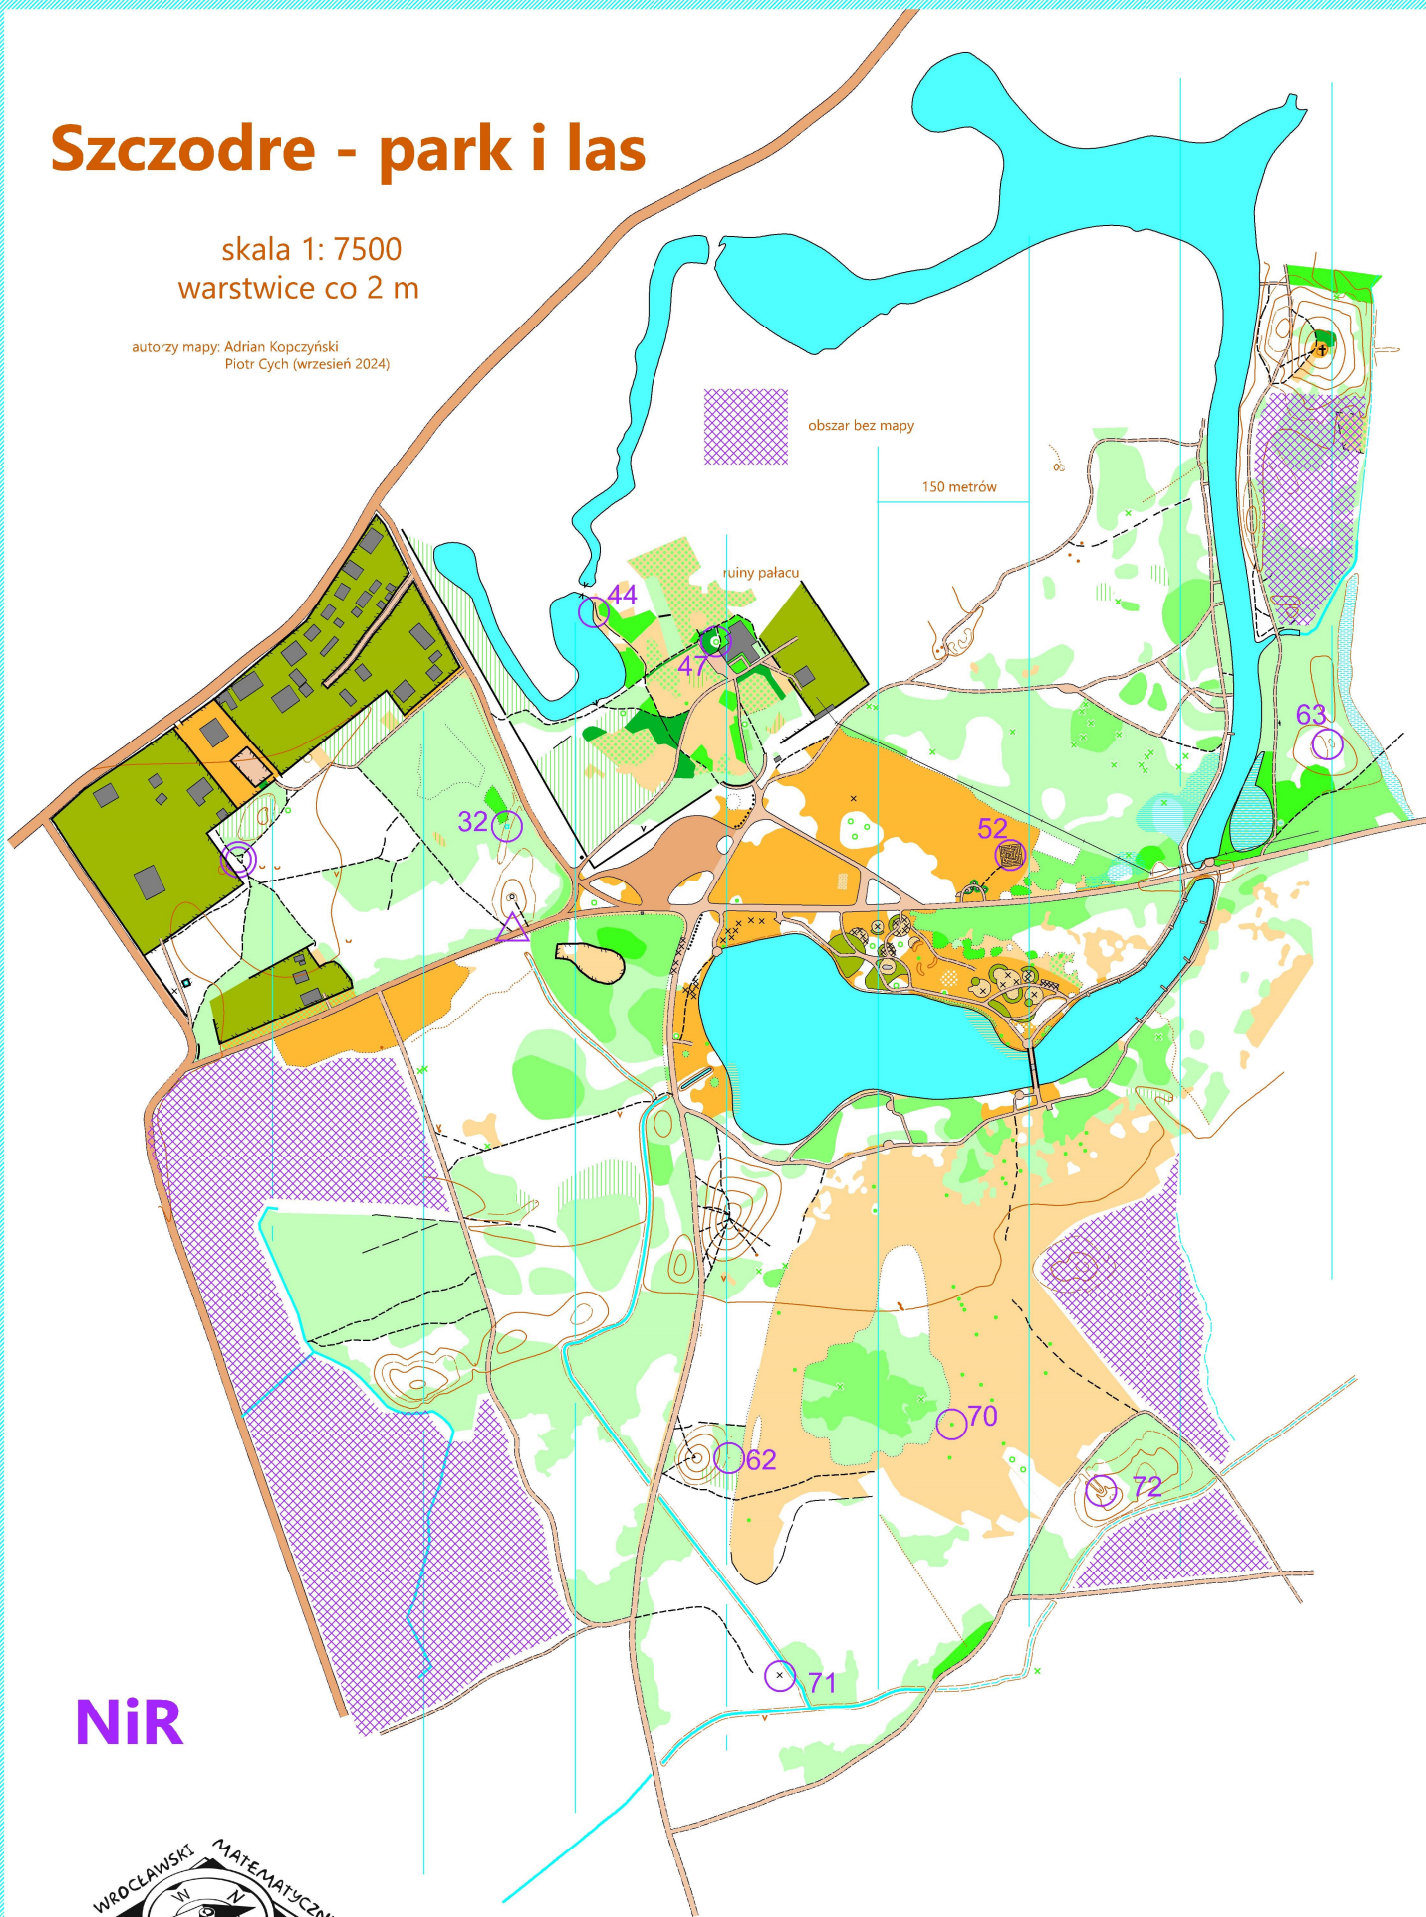 Szczodre - park i las
skala 1: 7500
warstwice co 2 m
autorzy mapy: Adrian Kopczyński
Piotr Cych (wrzesień 2024)
obszar bez mapy
150 metrów
ruiny pałacu
44
47
63
32
52
70
62
72
71
NiR
WROCŁAWSKI
W N